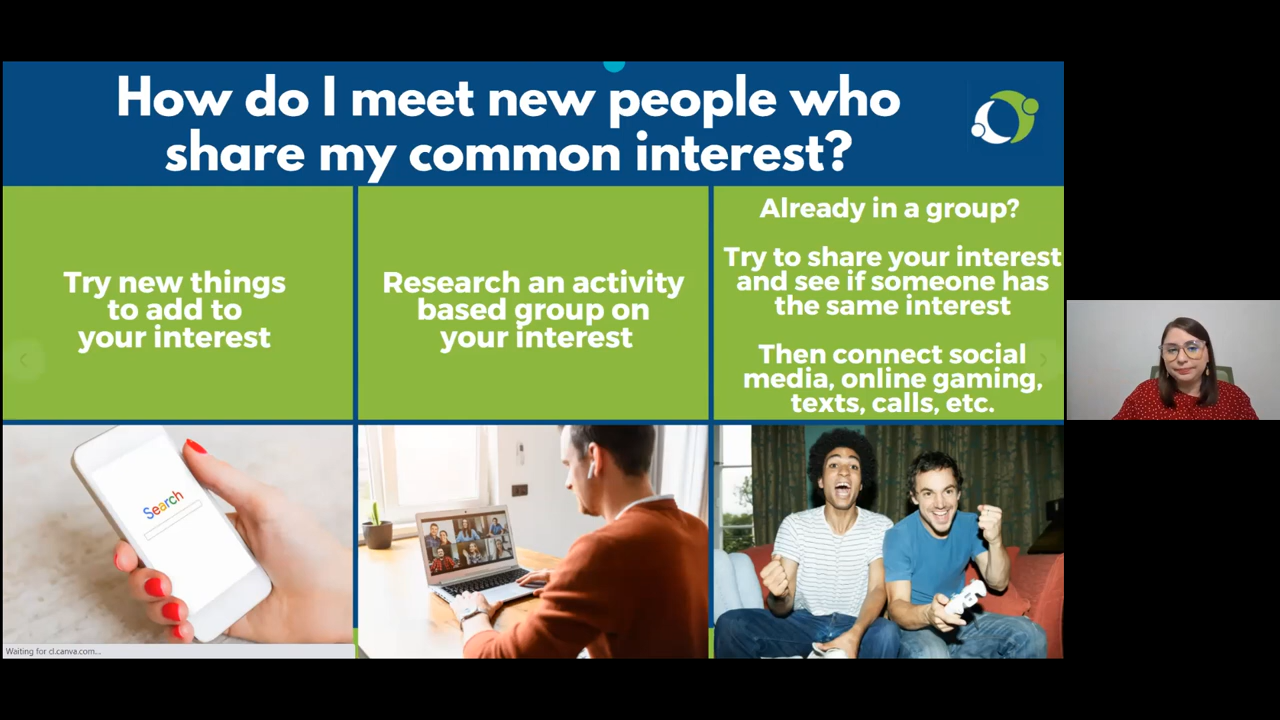 How do I meet new people who
share my common interest?
Try new things
to add to
your interest
Research an activity
based group on
your interest
Already in a group?
Try to share your interest
and see if someone has
the same interest
Then connect social
media, online gaming,
texts, calls, etc.
Search
Waiting for cl.canva.com...